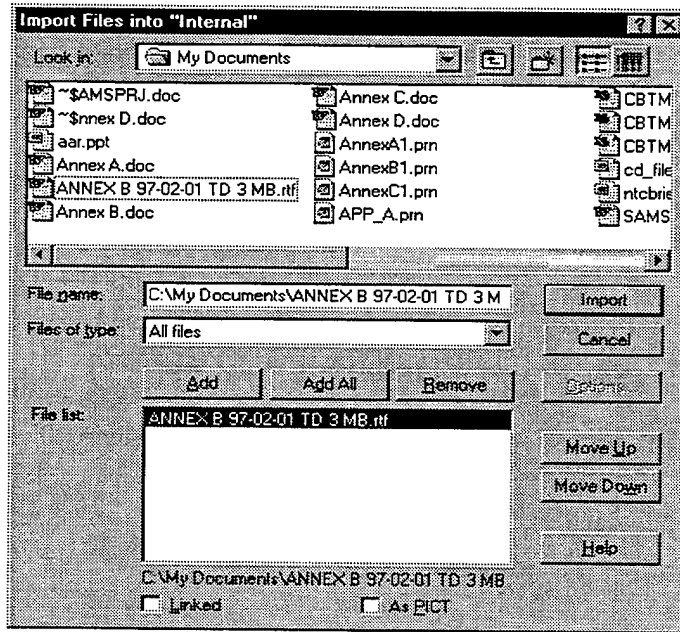 Import Files into "Internal"
Look in: My Documents
~$AMSPRJ.doc
~$nnex D.doc
aar.ppt
Annex A.doc
ANNEX B 97-02-01 TD 3 MB.rtf
Annex B.doc
Annex C.doc
Annex D.doc
AnnexA1.prn
AnnexB1.prn
AnnexC1.prn
APP_A.prn
CBTM
CBTM
CBTM
cd_file
ntcbrie
SAMS
File name: C:\My Documents\ANNEX B 97-02-01 TD 3 M
Import
Files of type: All files
Cancel
Add Add All Remove
Options...
File list: ANNEX B 97-02-01 TD 3 MB.rtf
Move Up
Move Down
Help
C:\My Documents\ANNEX B 97-02-01 TD 3 MB
Linked As PICT